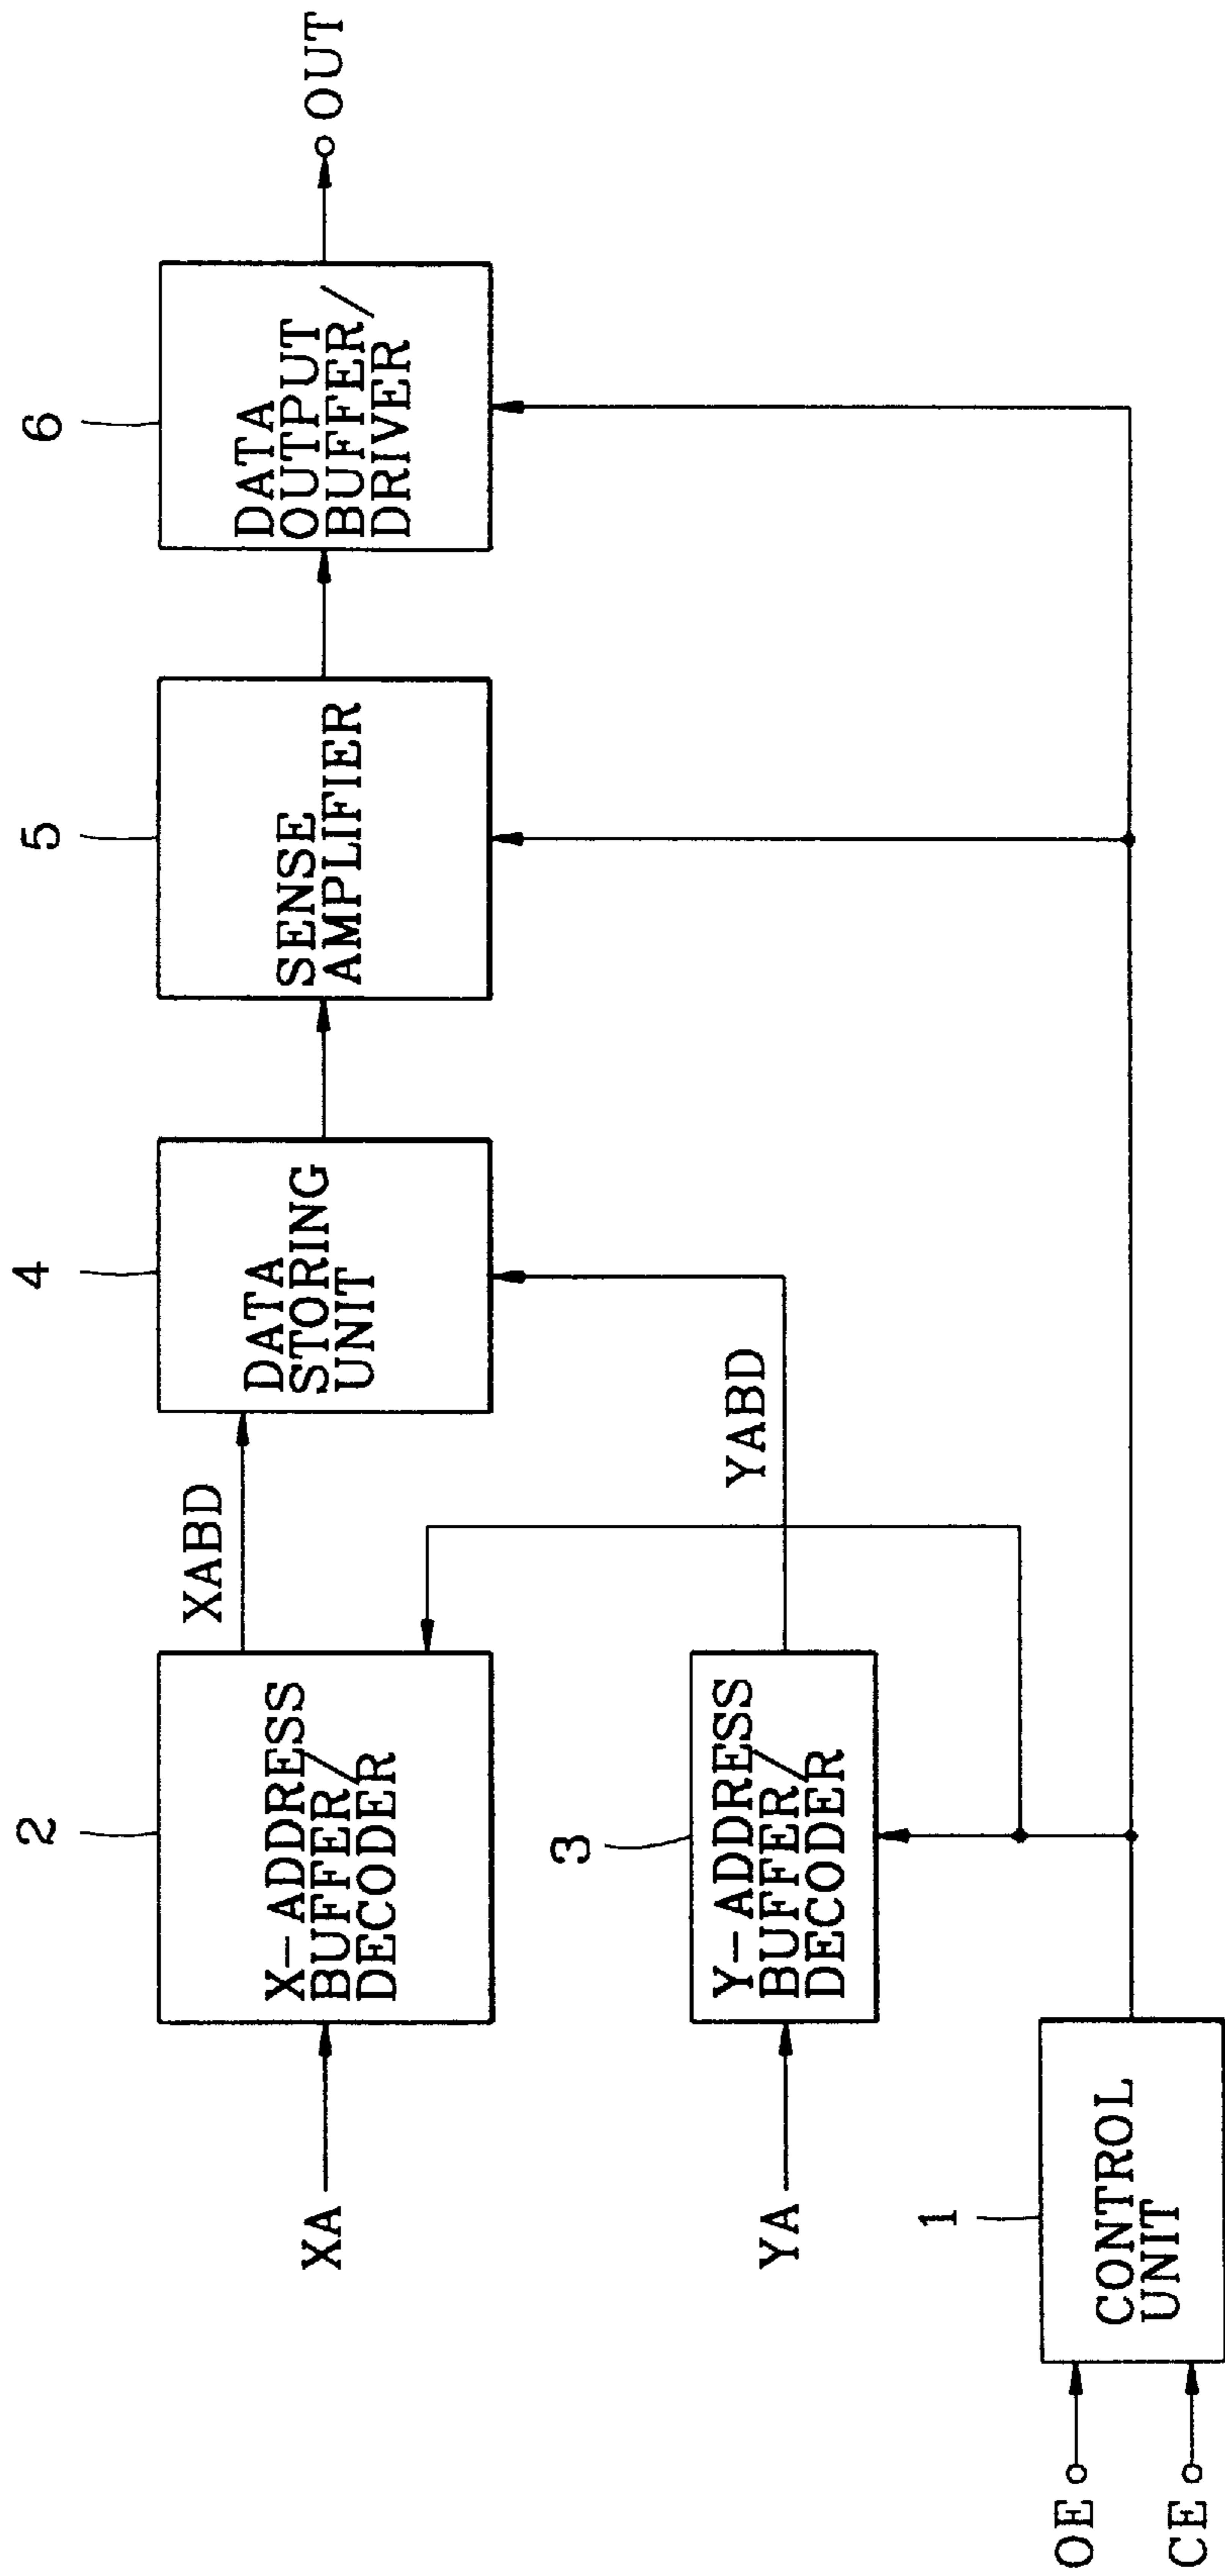 2
4
5
6
XABD
XA
X-ADDRESS
BUFFER/
DECODER
DATA
STORING
UNIT
SENSE
AMPLIFIER
DATA
OUTPUT
BUFFER/
DRIVER
OUT
3
YABD
YA
Y-ADDRESS
BUFFER/
DECODER
1
OE
CE
CONTROL
UNIT